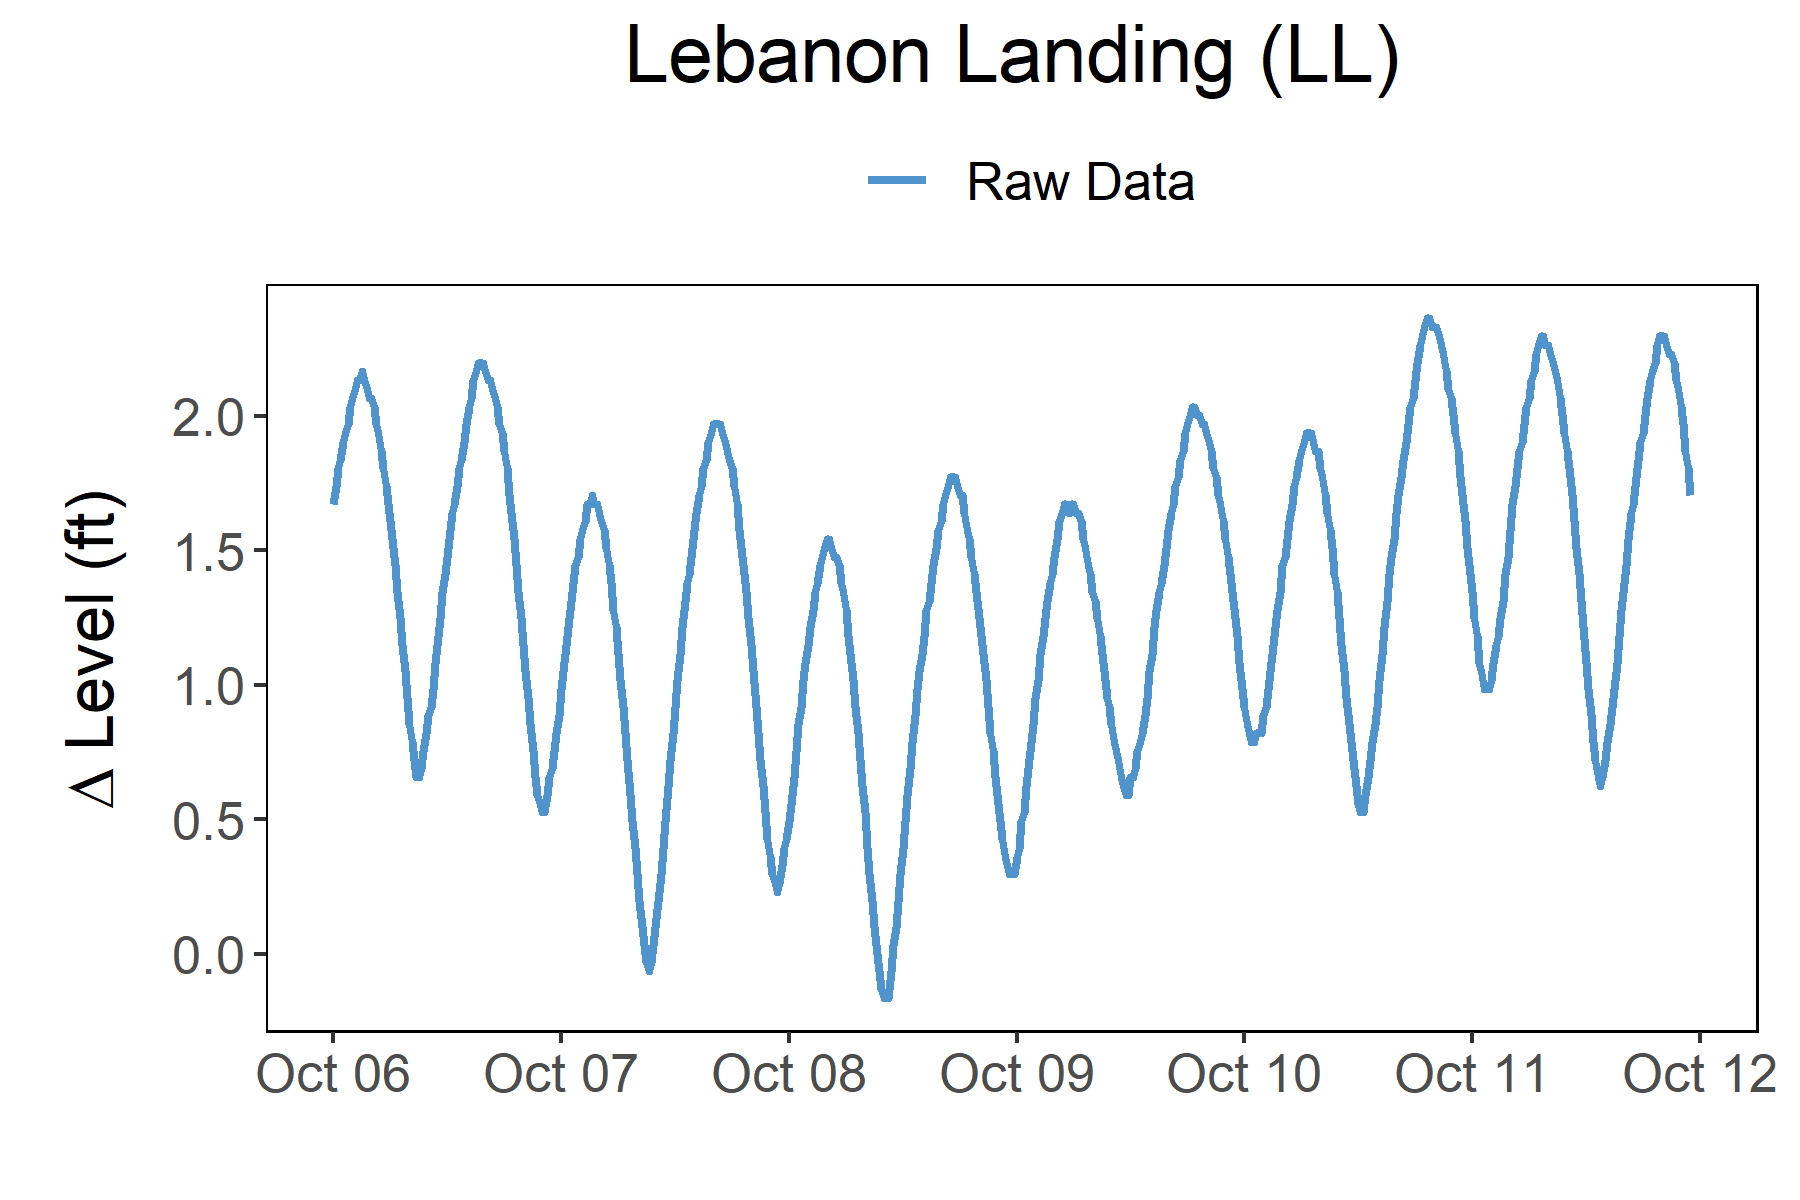 Lebanon Landing (LL)
Raw Data
Δ Level (ft)
2.0
1.5
1.0
0.5
0.0
Oct 06 Oct 07 Oct 08 Oct 09 Oct 10 Oct 11 Oct 12